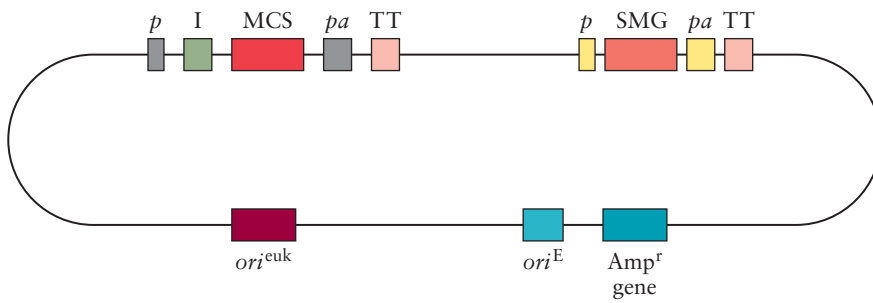 p I MCS pa TT p SMG pa TT
ori^euk ori^E Amp^r
gene